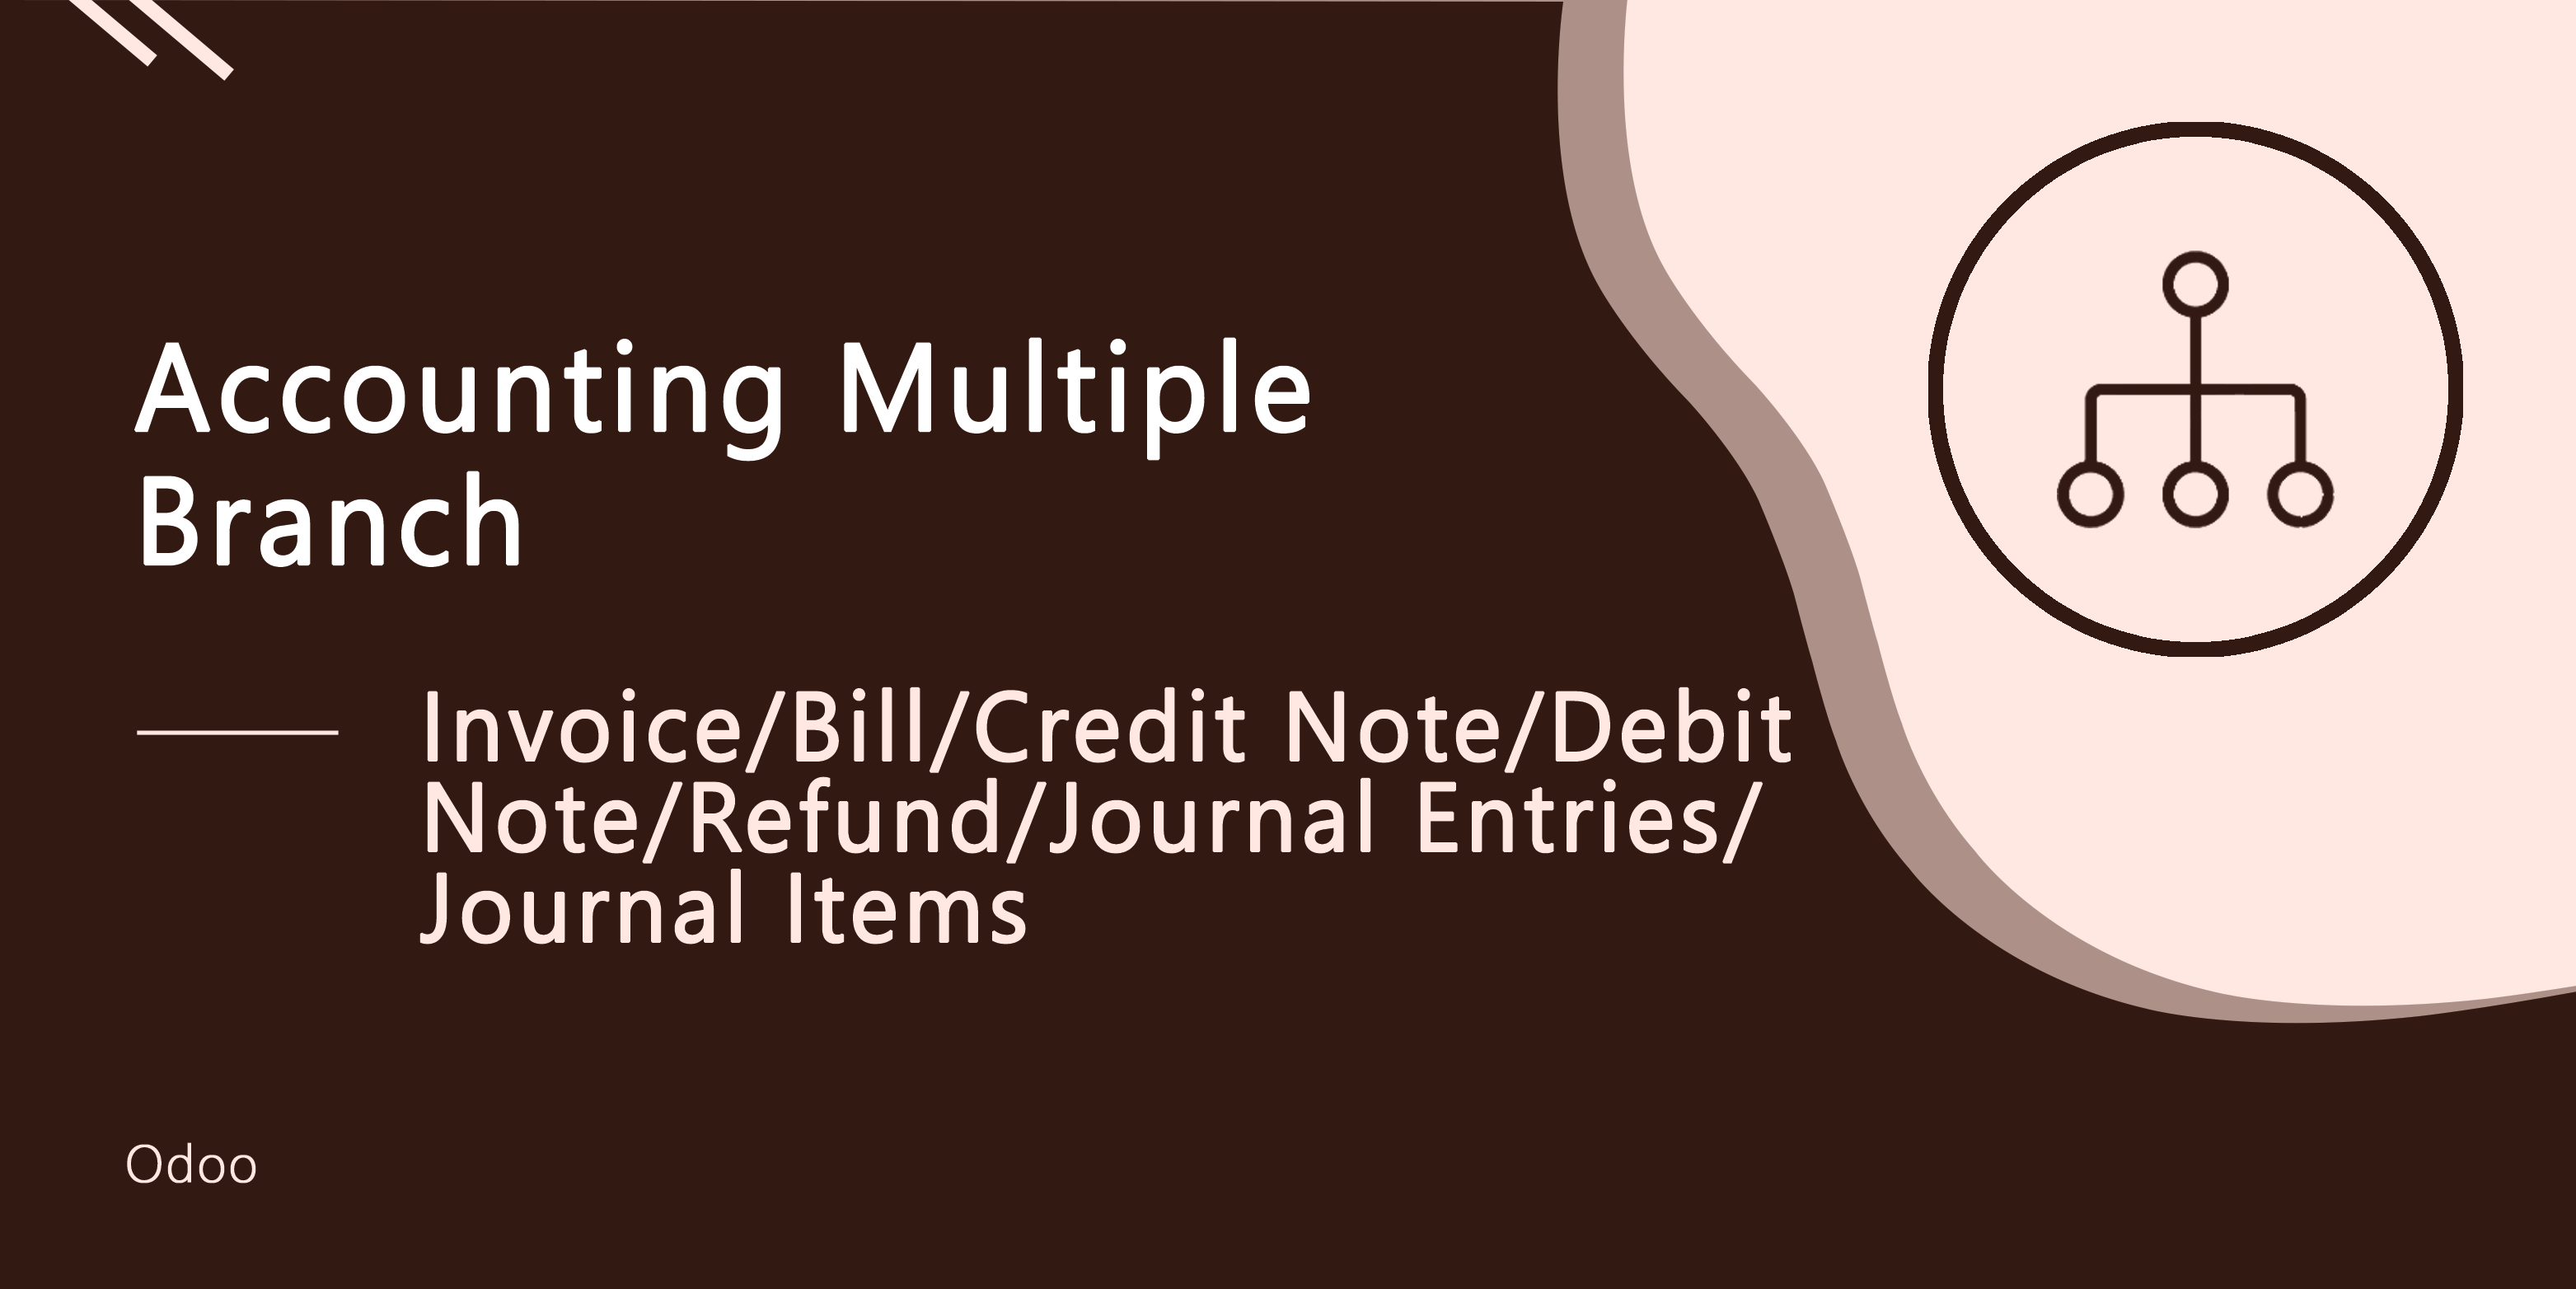 Accounting Multiple
Branch
Invoice/Bill/Credit Note/Debit
Note/Refund/Journal Entries/
Journal Items
Odoo